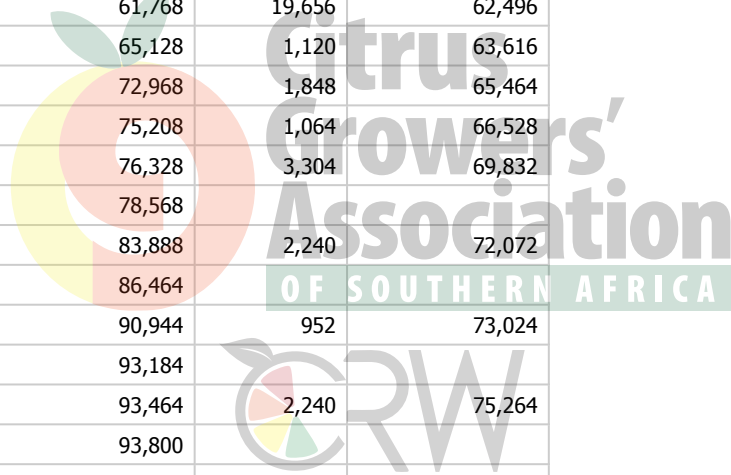 61,768 19,656 62,496
65,128 1,120 63,616
72,968 1,848 65,464
75,208 1,064 66,528
76,328 3,304 69,832
78,568
83,888 2,240 72,072
86,464
90,944 952 73,024
93,184
93,464 2,240 75,264
93,800
Citrus
Growers'
Association
OF SOUTHERN AFRICA
CRW